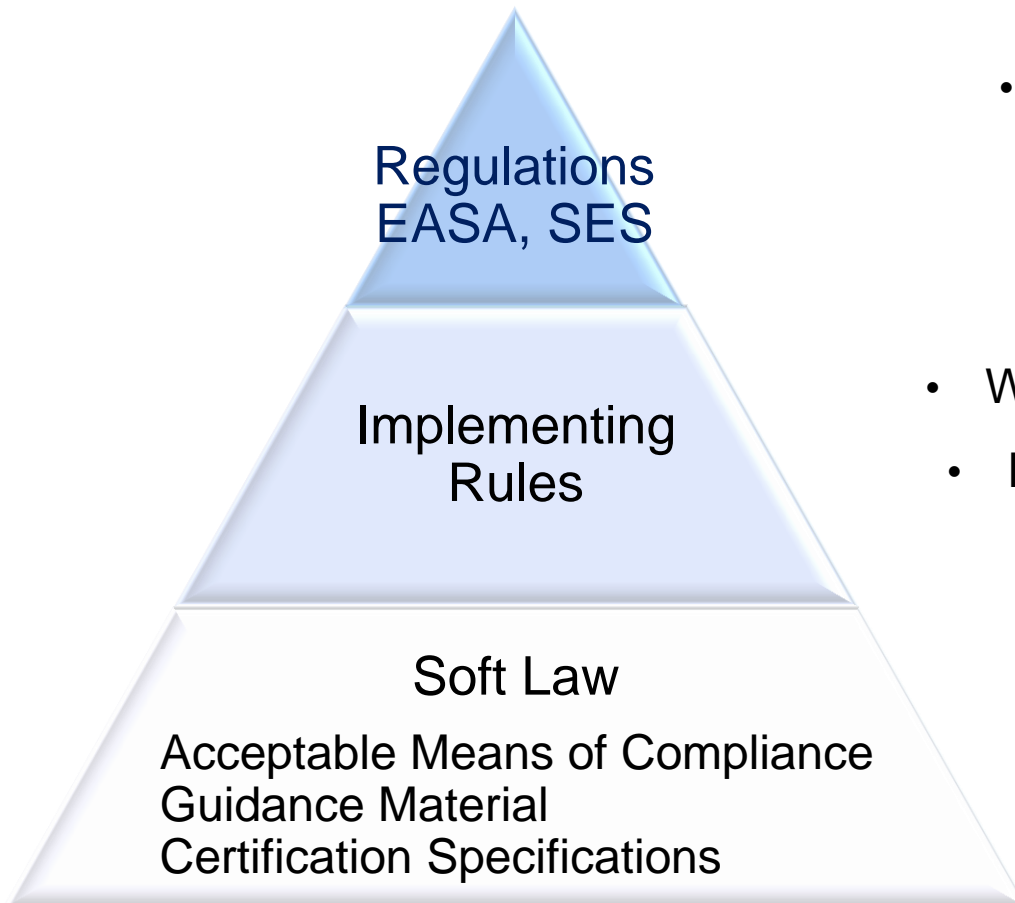 Regulations
EASA, SES
•
Implementing
Rules
• W
•
Soft Law
Acceptable Means of Compliance
Guidance Material
Certification Specifications